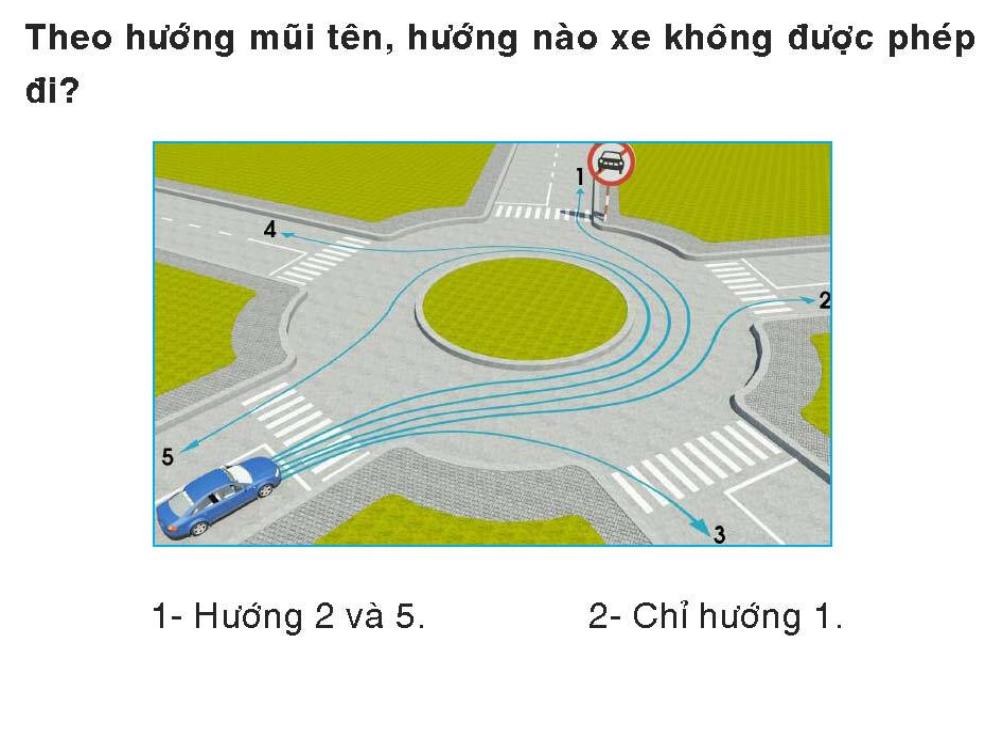 Theo hướng mũi tên, hướng nào xe không được phép
đi?
1
4
2
5
3
1- Hướng 2 và 5.
2- Chỉ hướng 1.